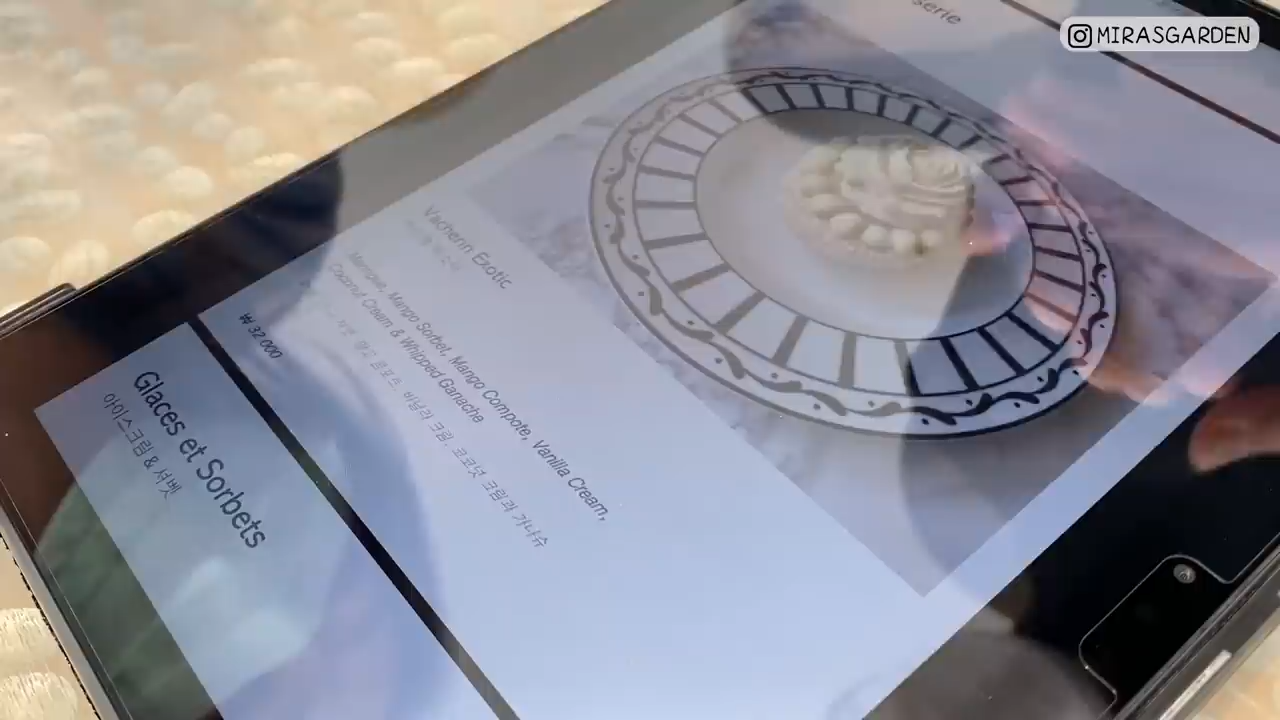 MIRASGARDEN
serie
Vacherin Exotic
Meringue, Mango Sorbet, Mango Compote, Vanilla Cream,
Coconut Cream & Whipped Ganache
망고 콤포트, 바닐라 크림, 코코넛 크림과 가나슈
₩ 32,000
Glaces et Sorbets
아이스크림 & 셔벳